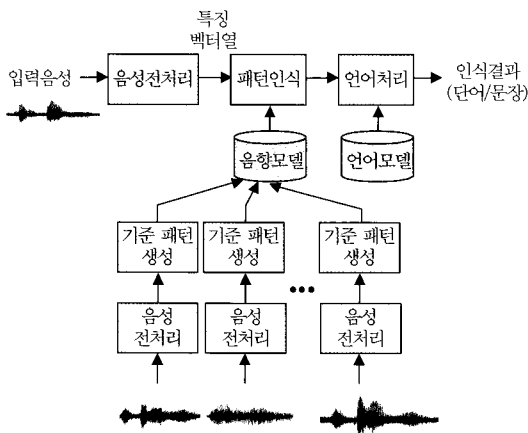 특징
벡터열
입력음성
음성전처리
패턴인식
언어처리
인식결과
(단어/문장)
음향모델
언어모델
기준 패턴
생성
기준 패턴
생성
기준 패턴
생성
•••
음성
전처리
음성
전처리
음성
전처리